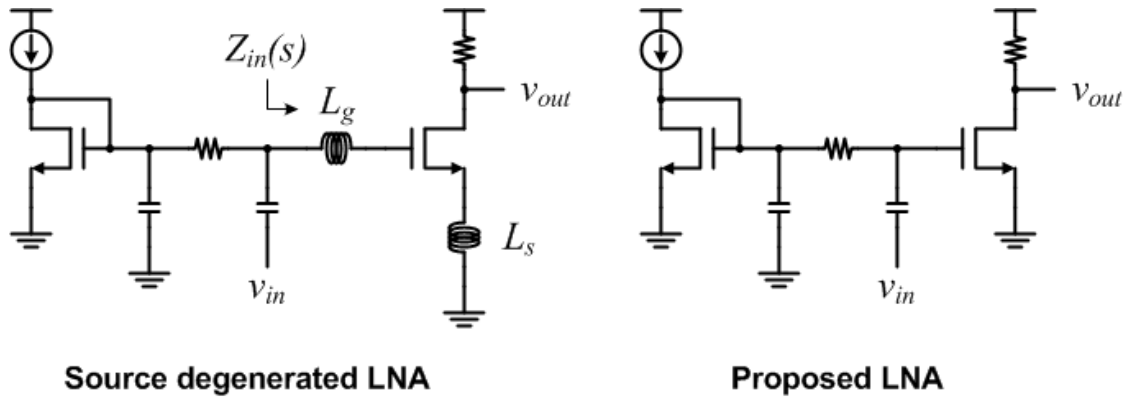 Z_in(s)
L_g
v_out
L_s
v_in
v_out
v_in
Source degenerated LNA
Proposed LNA